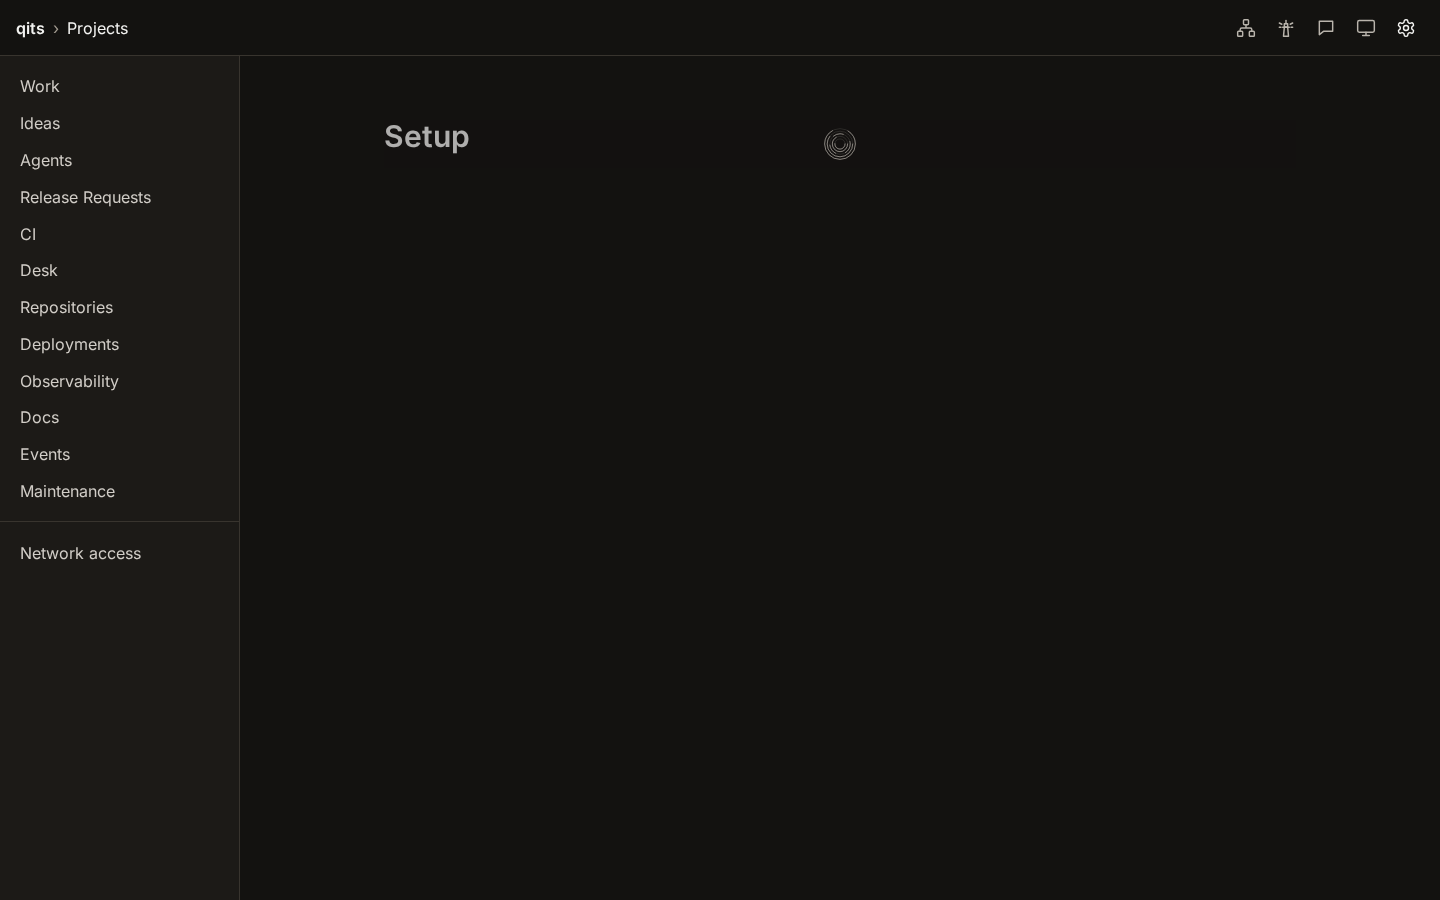 qits › Projects
Work
Ideas
Agents
Release Requests
CI
Desk
Repositories
Deployments
Observability
Docs
Events
Maintenance
Network access
Setup